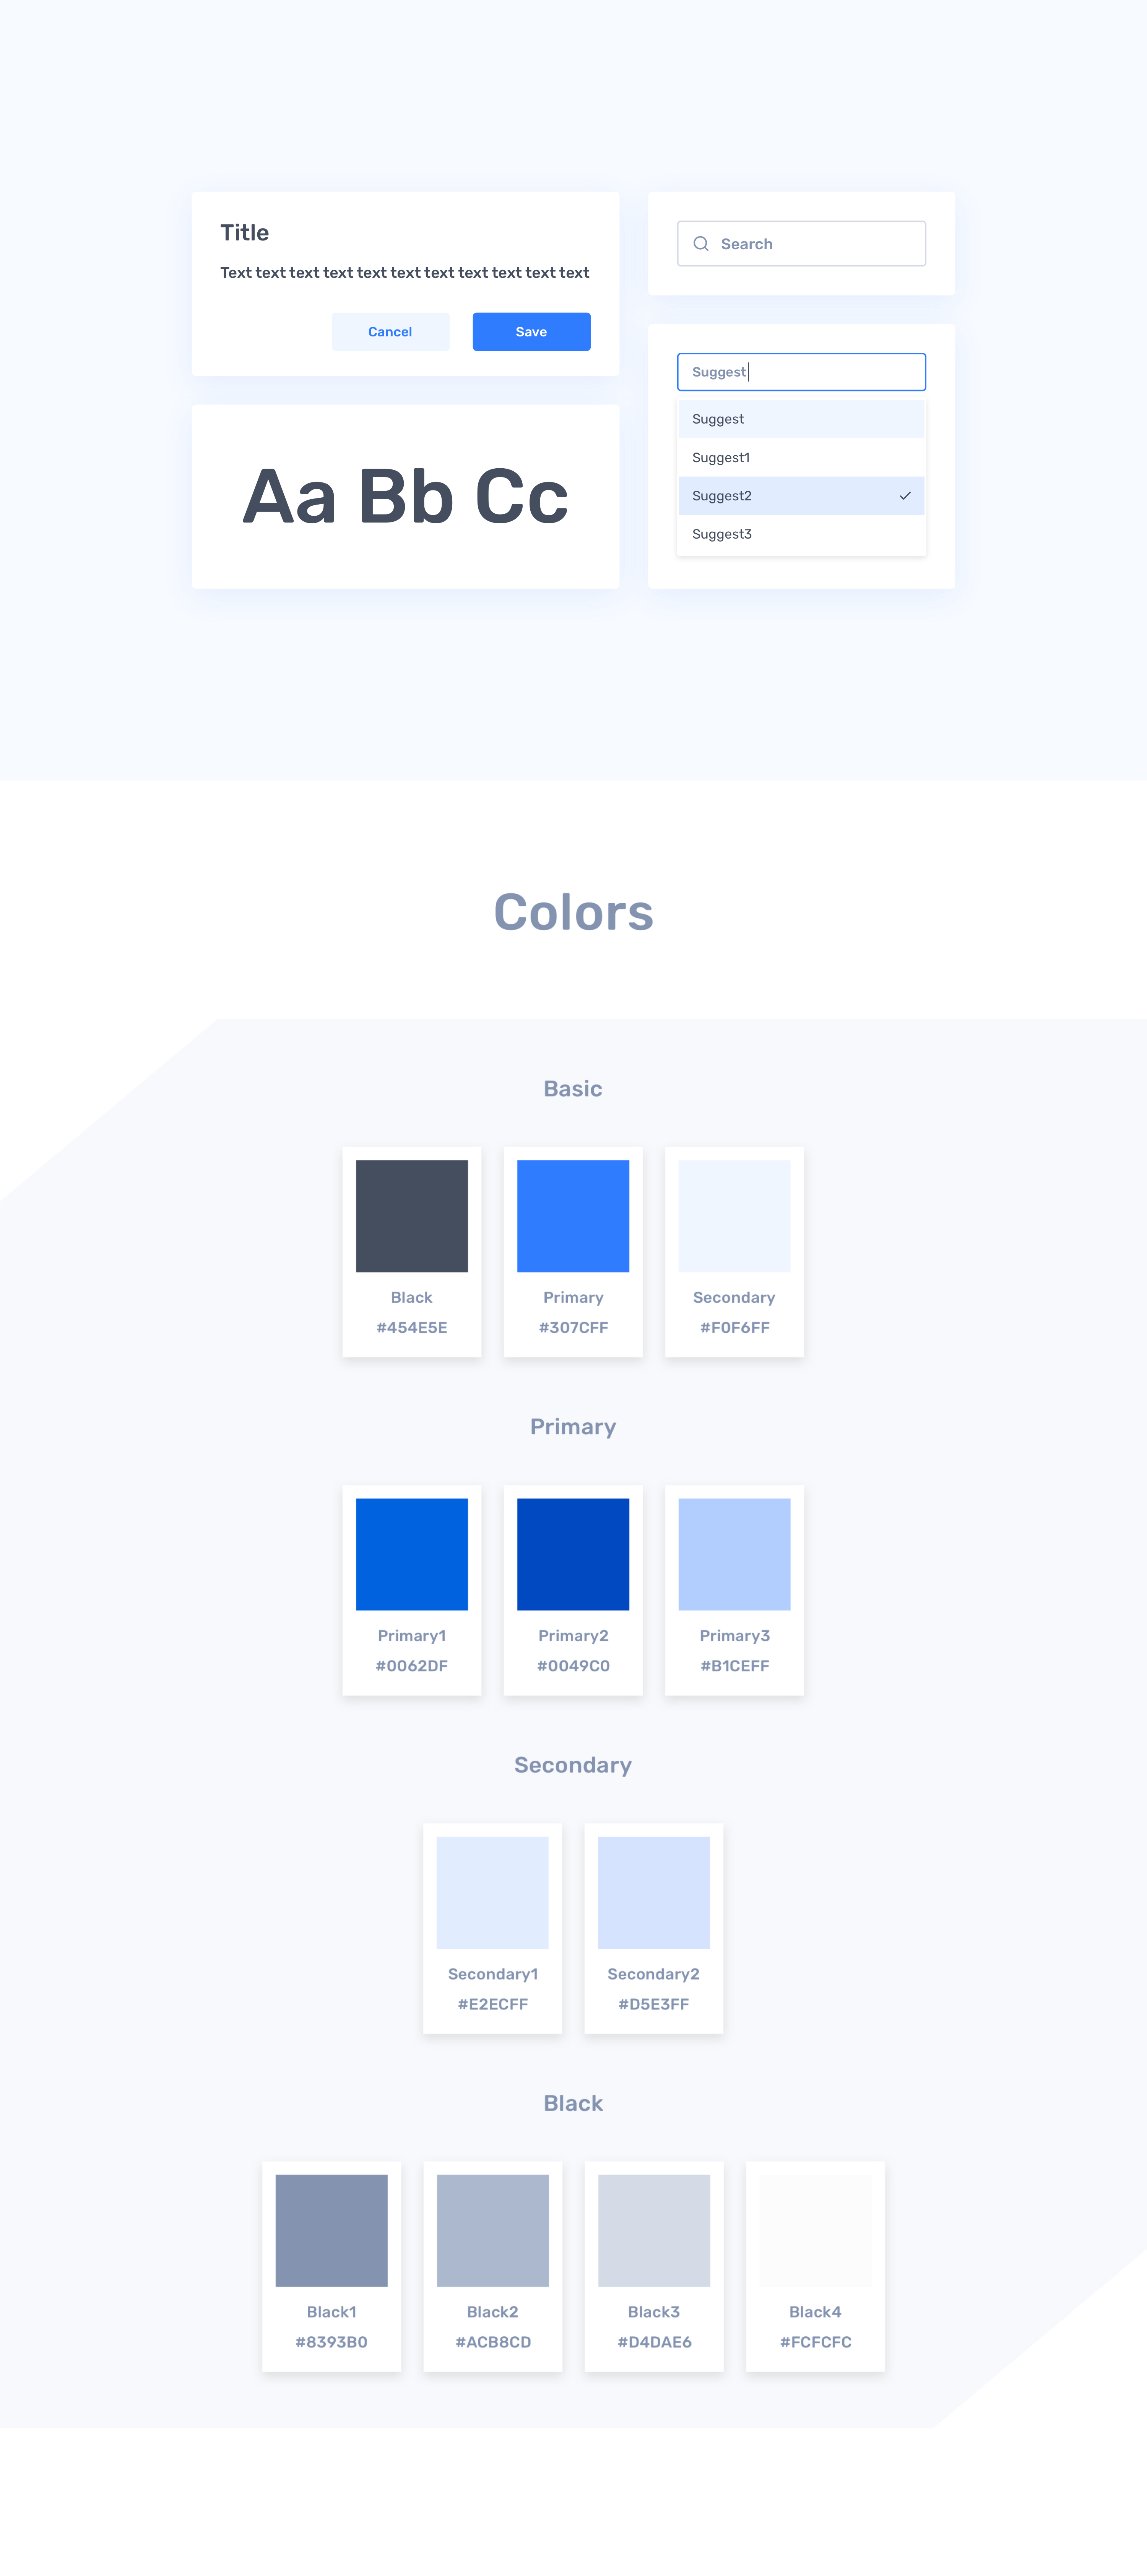 Title
Text text text text text text text text text text text
Cancel
Save
Aa Bb Cc
Search
Suggest
Suggest
Suggest1
Suggest2
Suggest3
Colors
Basic
Black
#454E5E
Primary
#307CFF
Secondary
#F0F6FF
Primary
Primary1
#0062DF
Primary2
#0049C0
Primary3
#B1CEFF
Secondary
Secondary1
#E2ECFF
Secondary2
#D5E3FF
Black
Black1
#8393B0
Black2
#ACB8CD
Black3
#D4DAE6
Black4
#FCFCFC